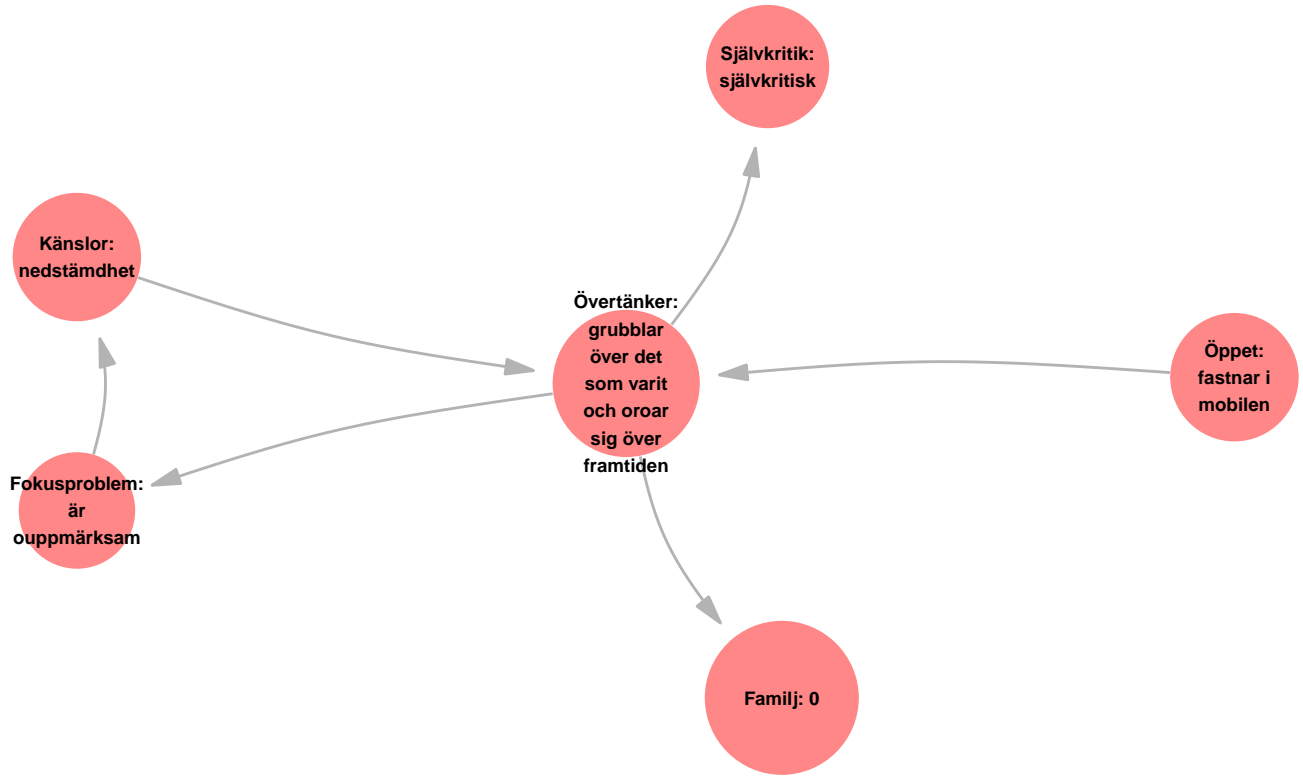 Självkritik:
självkritisk
Känslor:
nedstämdhet
Övertänker:
grubblar
över det
som varit
och oroar
sig över
framtiden
Öppet:
fastnar i
mobilen
Fokusproblem:
är
ouppmärksam
Familj: 0